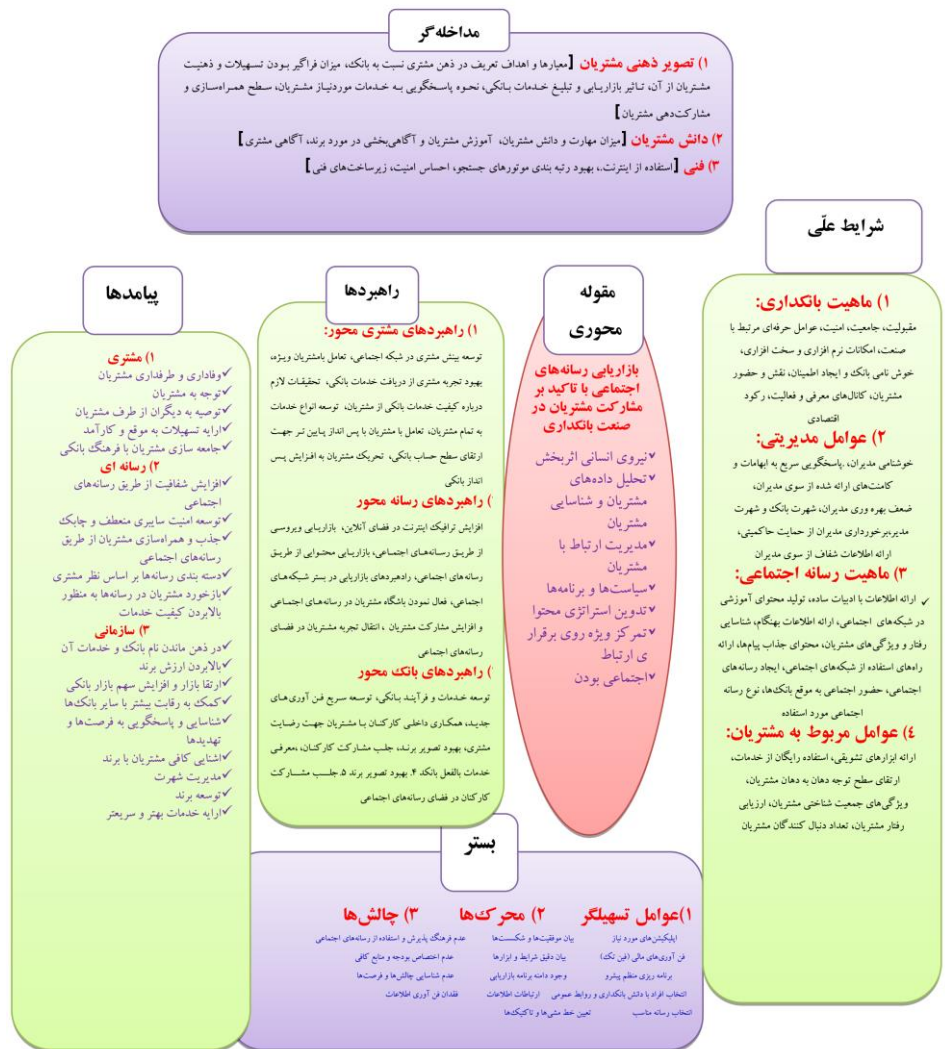 مداخله‌گر
۱) تصویر ذهنی مشتریان [معیارها و اهداف تعریف در ذهن مشتری نسبت به بانک، میزان فراگیر بودن تسهیلات و ذهنیت
مشتریان از آن، تاثیر بازاریابی و تبلیغ خدمات بانکی، نحوه پاسخگویی به خدمات موردنیاز مشتریان، سطح همراه‌سازی و
مشارکت‌دهی مشتریان]
۲) دانش مشتریان [میزان مهارت و دانش مشتریان، آموزش مشتریان و آگاهی‌بخشی در مورد برند، آگاهی مشتری]
۳) فنی [استفاده از اینترنت،، بهبود رتبه بندی موتورهای جستجو، احساس امنیت، زیرساخت‌های فنی]
شرایط علّی
۱) ماهیت بانکداری:
مقبولیت، جامعیت، امنیت، عوامل حرفه‌ای مرتبط با
صنعت، امکانات نرم افزاری و سخت افزاری،
خوش نامی بانک و ایجاد اطمینان، نقش و حضور
مشتریان، کانال‌های معرفی و فعالیت، رکود
اقتصادی
۲) عوامل مدیریتی:
خوشنامی مدیران، .پاسخگویی سریع به ابهامات و
کامنت‌های ارائه شده از سوی مدیران،
ضعف بهره وری مدیران، شهرت بانک و شهرت
مدیر،برخورداری مدیران از حمایت حاکمیتی،
ارائه اطلاعات شفاف از سوی مدیران
۳) ماهیت رسانه اجتماعی:
✓ ارائه اطلاعات با ادبیات ساده، تولید محتوای آموزشی
در شبکه‌های اجتماعی، ارائه اطلاعات بهنگام، شناسایی
رفتار و ویژگی‌های مشتریان، محتوای جذاب پیام‌ها، ارائه
راه‌های استفاده از شبکه‌های اجتماعی، ایجاد رسانه‌های
اجتماعی، حضور اجتماعی به موقع بانک‌ها، نوع رسانه
اجتماعی مورد استفاده
٤) عوامل مربوط به مشتریان:
ارائه ابزارهای تشویقی، استفاده رایگان از خدمات،
ارتقای سطح توجه دهان به دهان مشتریان،
ویژگی‌های جمعیت شناختی مشتریان، ارزیابی
رفتار مشتریان، تعداد دنبال کنندگان مشتریان
مقوله
محوری
بازاریابی رسانه‌های
اجتماعی با تاکید بر
مشارکت مشتریان در
صنعت بانکداری
✓نیروی انسانی اثربخش
✓تحلیل داده‌های
مشتریان و شناسایی
مشتریان
✓مدیریت ارتباط با
مشتریان
✓سیاست‌ها و برنامه‌ها
✓تدوین استراتژی محتوا
✓تمرکز ویژه روی برقرار
ی ارتباط
✓اجتماعی بودن
راهبردها
۱) راهبردهای مشتری محور:
توسعه بینش مشتری در شبکه اجتماعی، تعامل بامشتریان ویژه،
بهبود تجربه مشتری از دریافت خدمات بانکی، تحقیقات لازم
درباره کیفیت خدمات بانکی از مشتریان، توسعه انواع خدمات
به تمام مشتریان، تعامل با مشتریان با پس انداز پایین تر جهت
ارتقای سطح حساب بانکی، تحریک مشتریان به افزایش پس
انداز بانکی
) راهبردهای رسانه محور
افزایش ترافیک اینترنت در فضای آنلاین، بازاریابی ویروسی
از طریق رسانه‌های اجتماعی، بازاریابی محتوایی از طریق
رسانه‌های اجتماعی، راهبردهای بازاریابی در بستر شبکه‌های
اجتماعی، فعال نمودن باشگاه مشتریان در رسانه‌های اجتماعی
و افزایش مشارکت مشتریان ، انتقال تجربه مشتریان در فضای
رسانه‌های اجتماعی
) راهبردهای بانک محور
توسعه خدمات و فرآیند بانکی، توسعه سریع فن آوری‌های
جدید، همکاری داخلی کارکنان با مشتریان جهت رضایت
مشتری، بهبود تصویر برند، جلب مشارکت کارکنان، ،معرفی
خدمات بالفعل بانکد ۴. بهبود تصویر برند ۵.جلب مشارکت
کارکنان در فضای رسانه‌های اجتماعی
پیامدها
۱) مشتری
✓وفاداری و طرفداری مشتریان
✓توجه به مشتریان
✓توصیه به دیگران از طرف مشتریان
✓ارایه تسهیلات به موقع و کارآمد
✓جامعه سازی مشتریان با فرهنگ بانکی
۲) رسانه ای
✓افزایش شفافیت از طریق رسانه‌های
اجتماعی
✓توسعه امنیت سایبری منعطف و چابک
✓جذب و همراه‌سازی مشتریان از طریق
رسانه‌های اجتماعی
✓دسته بندی رسانه‌ها بر اساس نظر مشتری
✓بازخورد مشتریان در رسانه‌ها به منظور
بالابردن کیفیت خدمات
۳) سازمانی
✓در ذهن ماندن نام بانک و خدمات آن
✓بالابردن ارزش برند
✓ارتقا بازار و افزایش سهم بازار بانکی
✓کمک به رقابت بیشتر با سایر بانک‌ها
✓شناسایی و پاسخگویی به فرصت‌ها و
تهدیدها
✓اشنایی کافی مشتریان با برند
✓مدیریت شهرت
✓توسعه برند
✓ارایه خدمات بهتر و سریعتر
بستر
۱)عوامل تسهیلگر ۲) محرک‌ها ۳) چالش‌ها
اپلیکیشن‌های مورد نیاز بیان موفقیت‌ها و شکست‌ها عدم فرهنگ پذیرش و استفاده از رسانه‌های اجتماعی
فن آوری‌های مالی (فین تک) بیان دقیق شرایط و ابزارها عدم اختصاص بودجه و منابع کافی
برنامه ریزی منظم پیشرو وجود دامنه برنامه بازاریابی عدم شناسایی چالش‌ها و فرصت‌ها
انتخاب افراد با دانش بانکداری و روابط عمومی ارتباطات اطلاعات فقدان فن آوری اطلاعات
انتخاب رسانه مناسب تعیین خط مشی‌ها و تاکتیک‌ها